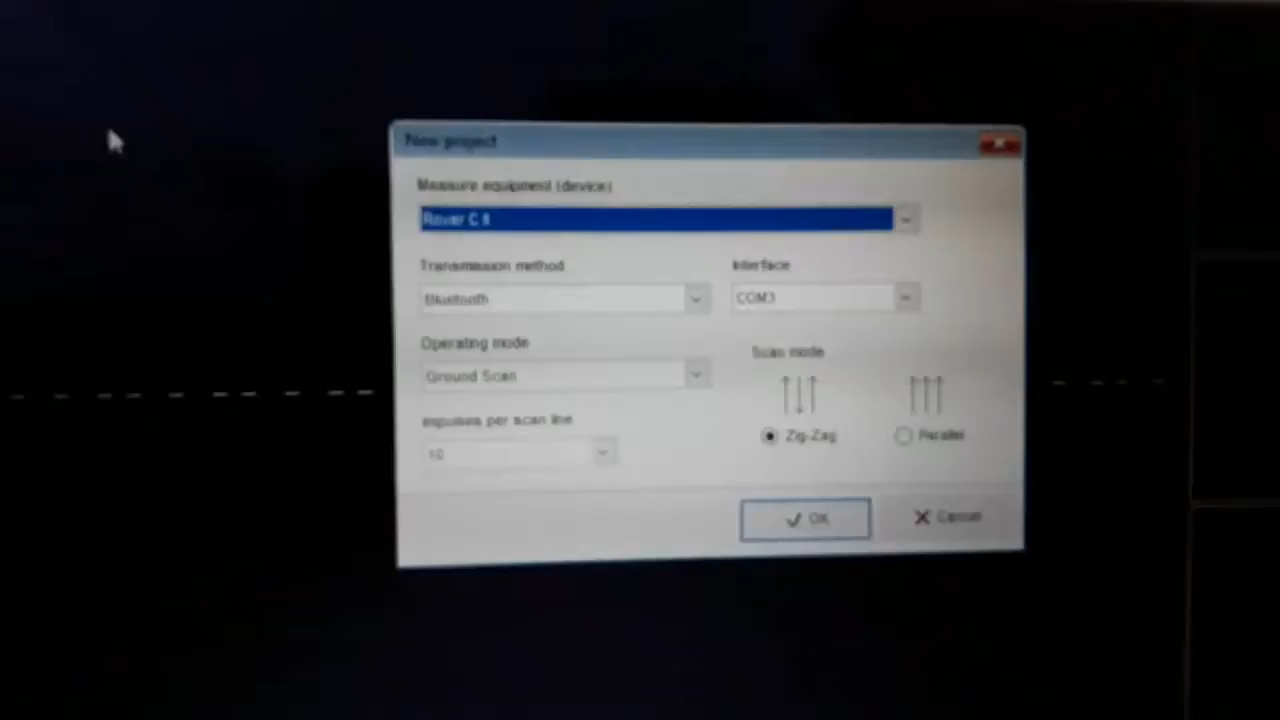 New project
Measure equipment (device)
Rover C II
Transmission method
Interface
Bluetooth
COM3
Operating mode
Scan mode
Ground Scan
Impulses per scan line
Zig-Zag
Parallel
10
OK
Cancel